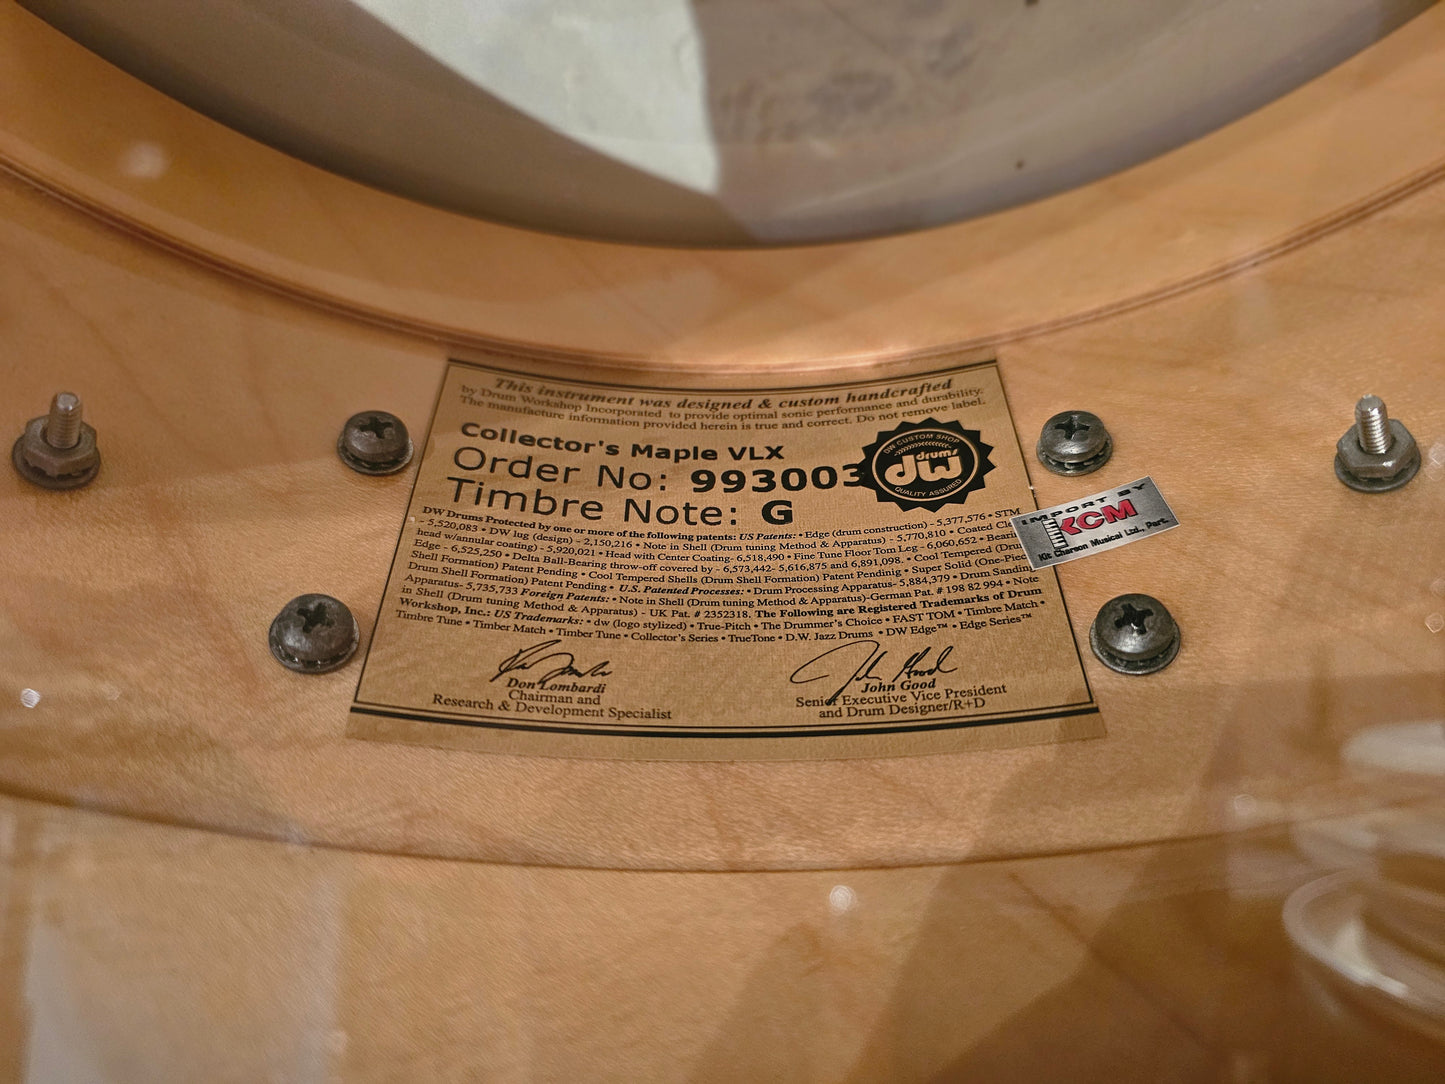 This instrument was designed & custom handcrafted
by Drum Workshop Incorporated to provide optimal sonic performance and durability.
The manufacture information provided herein is true and correct. Do not remove label.
Collector's Maple VLX
Order No: 993003
Timbre Note: G
DW CUSTOM SHOP
drums
dw
QUALITY ASSURED
DW Drums Protected by one or more of the following patents: US Patents: • Edge (drum construction) - 5,377,576 • STM
- 5,520,083 • DW lug (design) - 2,150,216 • Note in Shell (Drum tuning Method & Apparatus) - 5,770,810 • Coated
head w/annular coating) - 5,920,021 • Head with Center Coating- 6,518,490 • Fine Tune Floor Tom Leg - 6,060,652 •
Edge - 6,525,250 • Delta Ball-Bearing throw-off covered by - 6,573,442- 5,616,875 and 6,891,098. • Cool Tempered
Shell Formation) Patent Pending • Cool Tempered Shells (Drum Shell Formation) Patent Pendinig • Super Solid (One-Piece
Drum Shell Formation) Patent Pending • U.S. Patented Processes: • Drum Processing Apparatus- 5,884,379 • Drum Sanding
Apparatus- 5,735,733 Foreign Patents: • Note in Shell (Drum tuning Method & Apparatus)-German Pat. # 198 82 994 • Note
in Shell (Drum tuning Method & Apparatus) - UK Pat. # 2352318. The Following are Registered Trademarks of Drum
Workshop, Inc.: US Trademarks: • dw (logo stylized) • True-Pitch • The Drummer's Choice • FAST TOM • Timbre Match •
Timbre Tune • Timber Match • Timber Tune • Collector's Series • TrueTone • D.W. Jazz Drums • DW Edge™ • Edge Series™
IMPORT BY
KCM
Kit Charoen Musical Ltd., Part.
Don Lombardi
Chairman and
Research & Development Specialist
John Good
John Good
Senior Executive Vice President
and Drum Designer/R+D